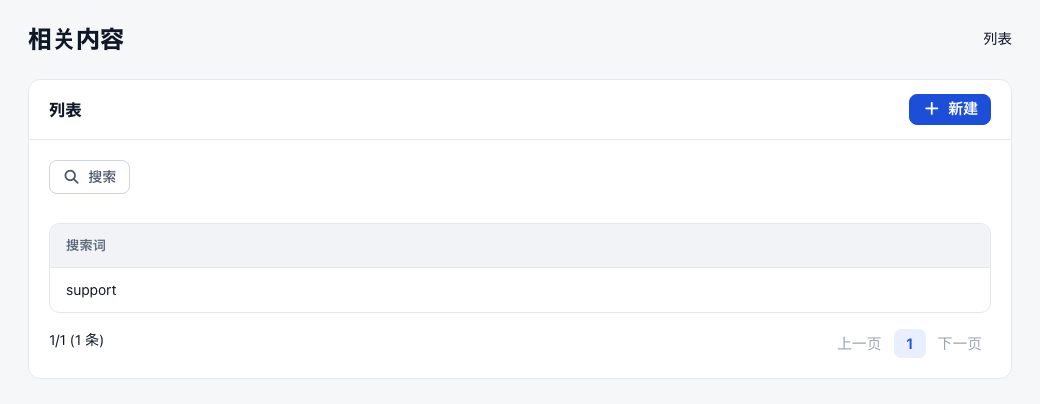 相关内容
列表
列表
新建
搜索
搜索词
support
1/1 (1 条)
上一页 1 下一页